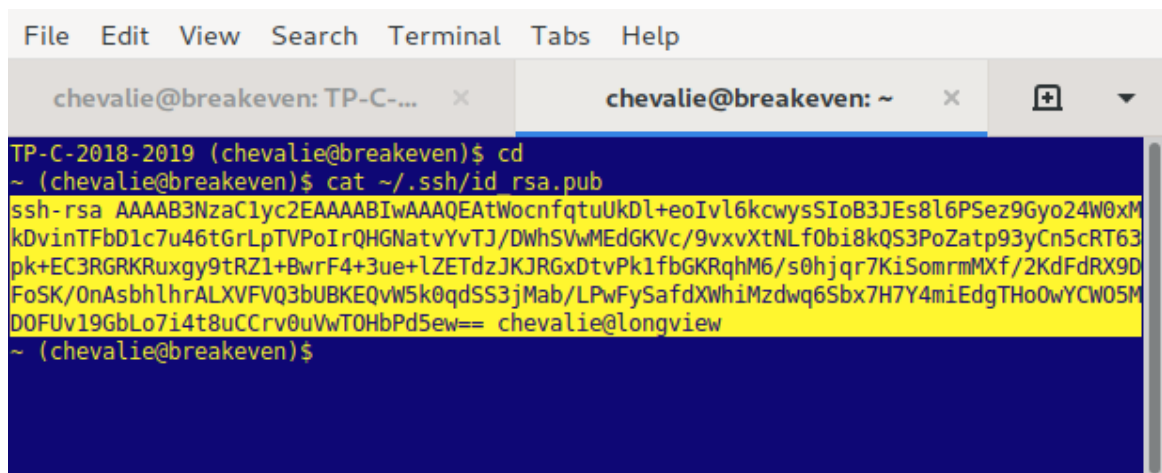 File Edit View Search Terminal Tabs Help
chevalie@breakeven: TP-C-... × chevalie@breakeven: ~ ×
TP-C-2018-2019 (chevalie@breakeven)$ cd
~ (chevalie@breakeven)$ cat ~/.ssh/id_rsa.pub
ssh-rsa AAAAB3NzaC1yc2EAAAABIwAAAQEAtWocnfqtuUkDl+eoIvl6kcwysSIoB3JEs8l6PSez9Gyo24W0xM
kDvinTFbD1c7u46tGrLpTVPoIrQHGNatvYvTJ/DWhSVwMEdGKVc/9vxvXtNLfObi8kQS3PoZatp93yCn5cRT63
pk+EC3RGRKRuxgy9tRZ1+BwrF4+3ue+lZETdzJKJRGxDtvPk1fbGKRqhM6/s0hjqr7KiSomrmMXf/2KdFdRX9D
FoSK/OnAsbhlhrALXVFVQ3bUBKEQvW5k0qdSS3jMab/LPwFySafdXWhiMzdwq6Sbx7H7Y4miEdgTHoOwYCWO5M
DOFUv19GbLo7i4t8uCCrv0uVwTOHbPd5ew== chevalie@longview
~ (chevalie@breakeven)$